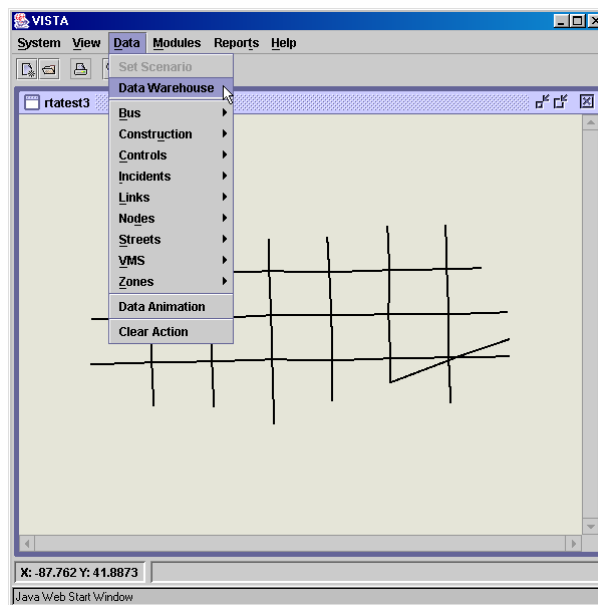 VISTA
System View Data Modules Reports Help
Set Scenario
Data Warehouse
rtatest3
Bus
Construction
Controls
Incidents
Links
Nodes
Streets
VMS
Zones
Data Animation
Clear Action
X: -87.762 Y: 41.8873
Java Web Start Window